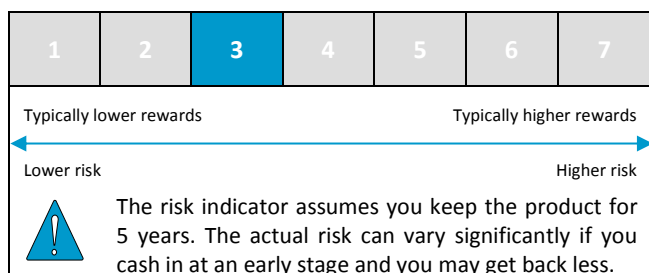 1 2 3 4 5 6 7
Typically lower rewards Typically higher rewards
Lower risk Higher risk
The risk indicator assumes you keep the product for
5 years. The actual risk can vary significantly if you
cash in at an early stage and you may get back less.